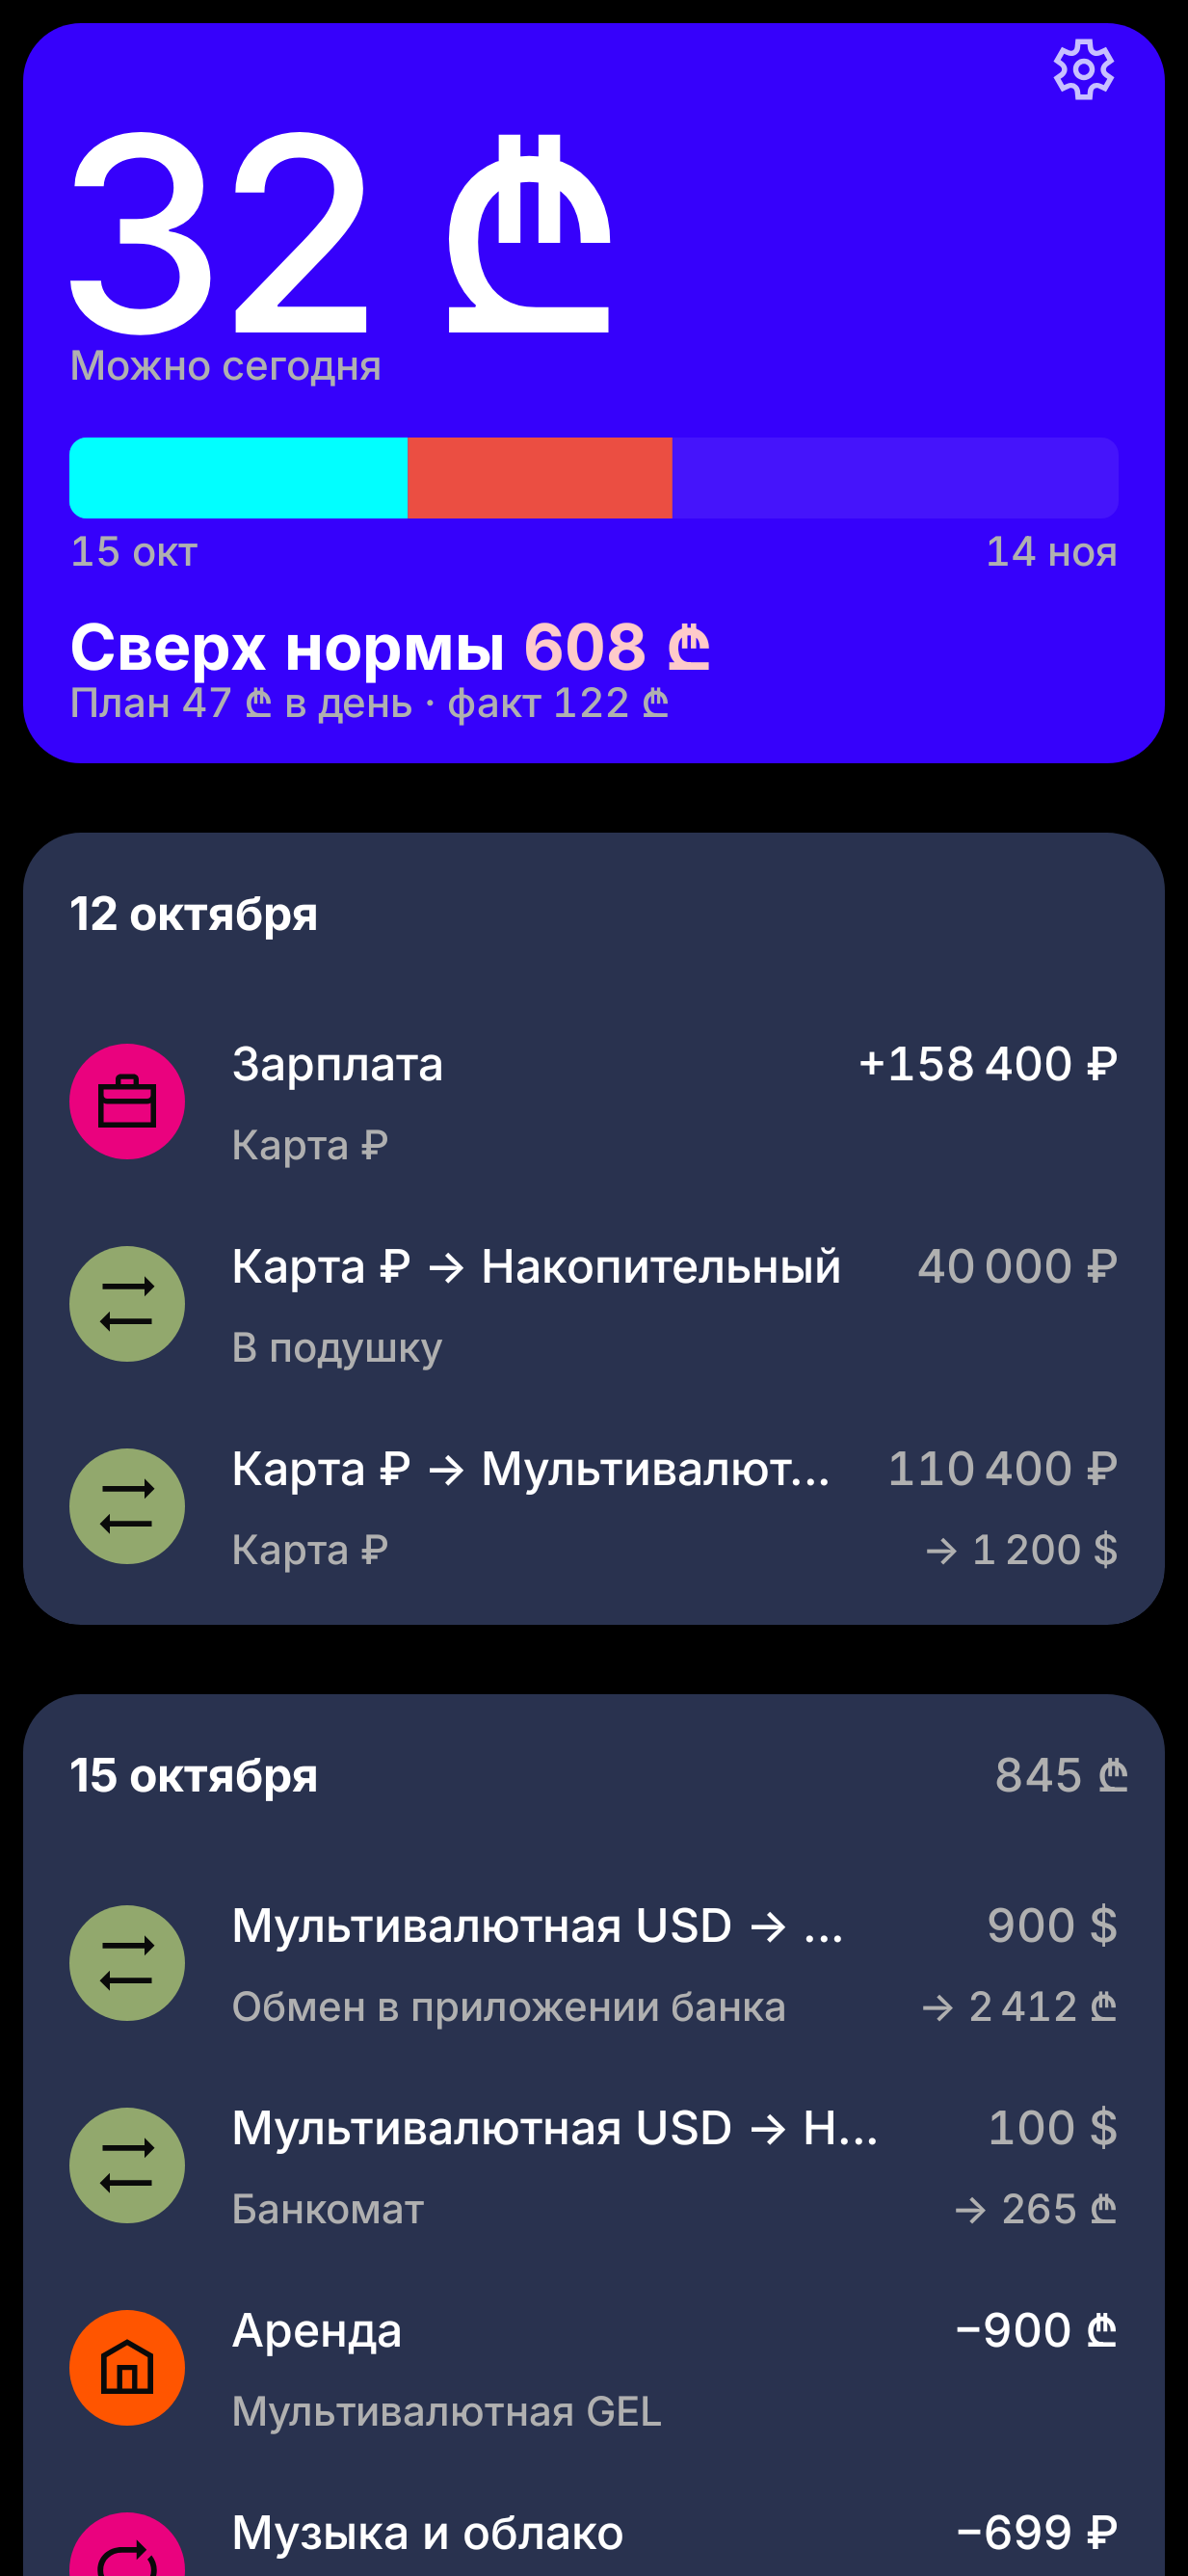 32 ₾
Можно сегодня
15 окт
14 ноя
Сверх нормы 608 ₾
План 47 ₾ в день · факт 122 ₾
12 октября
Зарплата
+158 400 ₽
Карта ₽
Карта ₽ → Накопительный
40 000 ₽
В подушку
Карта ₽ → Мультивалют...
110 400 ₽
Карта ₽
→ 1 200 $
15 октября
845 ₾
Мультивалютная USD → ...
900 $
Обмен в приложении банка
→ 2 412 ₾
Мультивалютная USD → Н...
100 $
Банкомат
→ 265 ₾
Аренда
−900 ₾
Мультивалютная GEL
Музыка и облако
−699 ₽